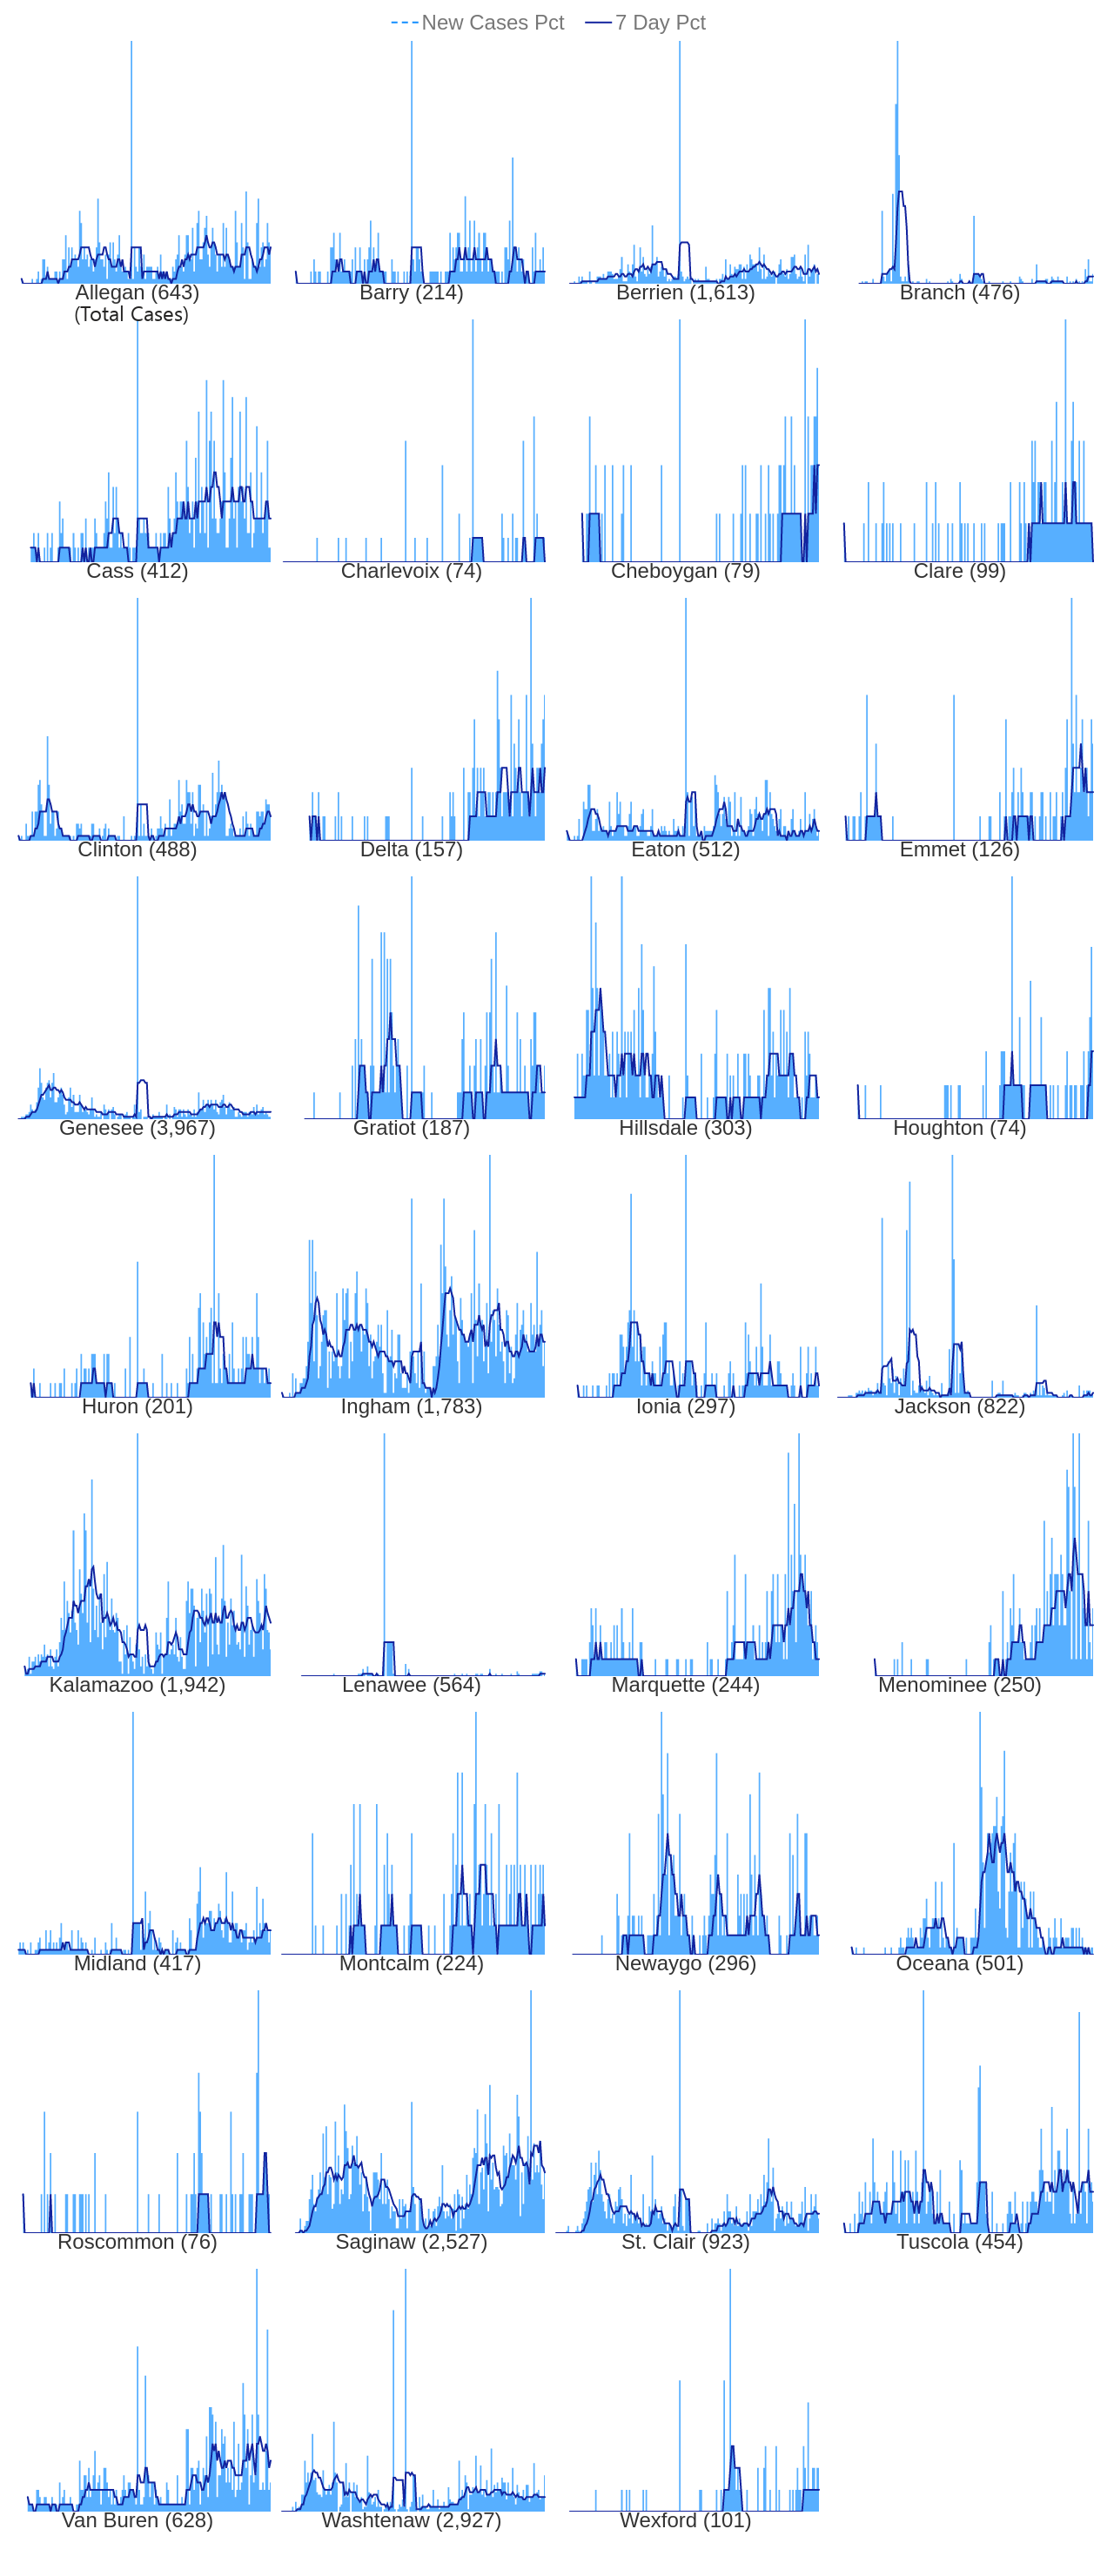 New Cases Pct 7 Day Pct
Allegan (643) Barry (214) Berrien (1,613) Branch (476)
(Total Cases)
Cass (412) Charlevoix (74) Cheboygan (79) Clare (99)
Clinton (488) Delta (157) Eaton (512) Emmet (126)
Genesee (3,967) Gratiot (187) Hillsdale (303) Houghton (74)
Huron (201) Ingham (1,783) Ionia (297) Jackson (822)
Kalamazoo (1,942) Lenawee (564) Marquette (244) Menominee (250)
Midland (417) Montcalm (224) Newaygo (296) Oceana (501)
Roscommon (76) Saginaw (2,527) St. Clair (923) Tuscola (454)
Van Buren (628) Washtenaw (2,927) Wexford (101)